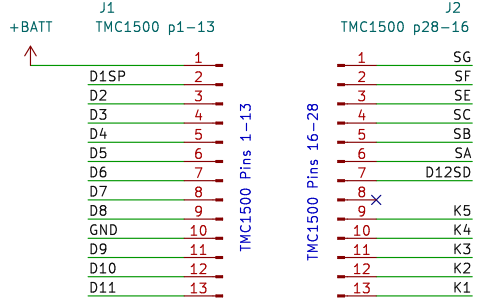 J1
TMC1500 p1-13
+BATT
1
D1SP 2
D2 3
D3 4
D4 5
D5 6
D6 7
D7 8
D8 9
GND 10
D9 11
D10 12
D11 13
TMC1500 Pins 1-13
J2
TMC1500 p28-16
1 SG
2 SF
3 SE
4 SC
5 SB
6 SA
7 D12SD
8
9 K5
10 K4
11 K3
12 K2
13 K1
TMC1500 Pins 16-28